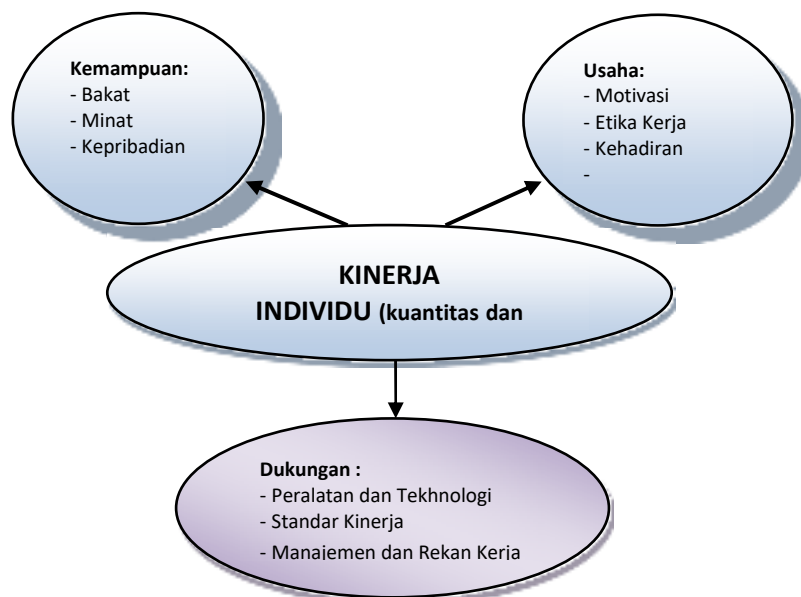 Kemampuan:
- Bakat
- Minat
- Kepribadian
Usaha:
- Motivasi
- Etika Kerja
- Kehadiran
-
KINERJA
INDIVIDU (kuantitas dan
Dukungan :
- Peralatan dan Tekhnologi
- Standar Kinerja
- Manajemen dan Rekan Kerja